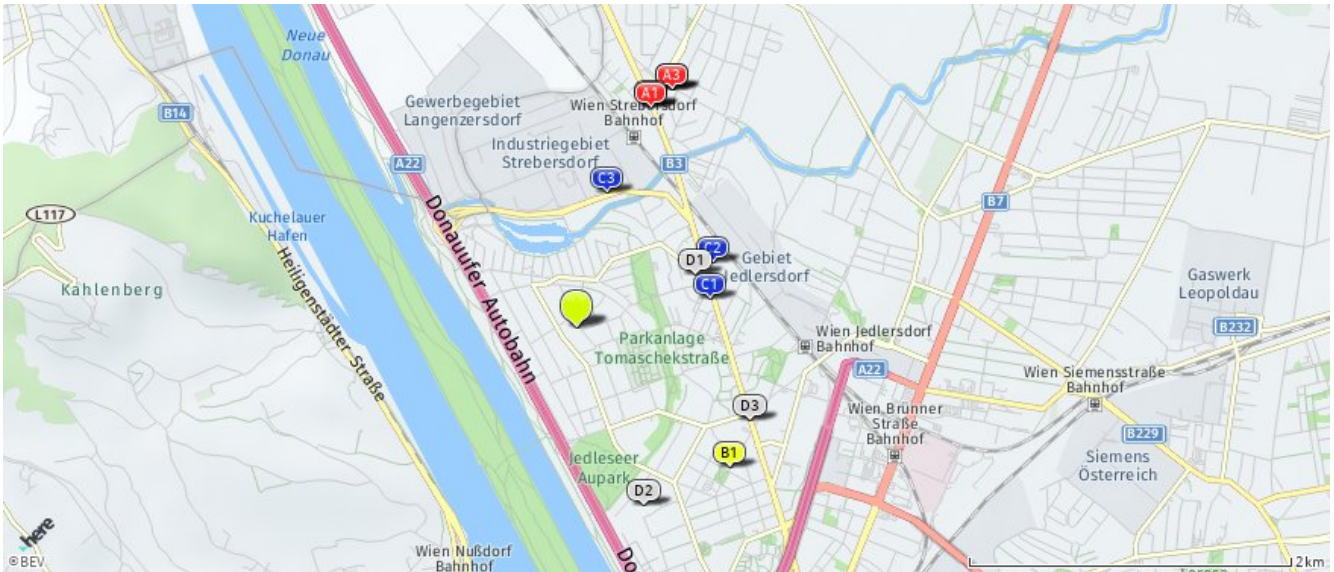 Neue
Donau
A3
A1
Gewerbegebiet
Langenzersdorf
Wien Strebersdorf
Bahnhof
B14
Industriegebiet
Strebersdorf
A22
B3
C3
B7
L117
Kuchelauer
Hafen
Donauufer Autobahn
C2
D1
Gebiet
Jedlersdorf
C1
Gaswerk
Leopoldau
Kahlenberg
Heiligenstädter Straße
Parkanlage
Tomaschekstraße
Wien Jedlersdorf
Bahnhof
B232
A22
Wien Siemensstraße
Bahnhof
D3
Wien Brünner
Straße
Bahnhof
B229
B1
Siemens
Österreich
Jedleseer
Aupark
D2
here
Wien Nußdorf
Bahnhof
Do
©BEV
2km